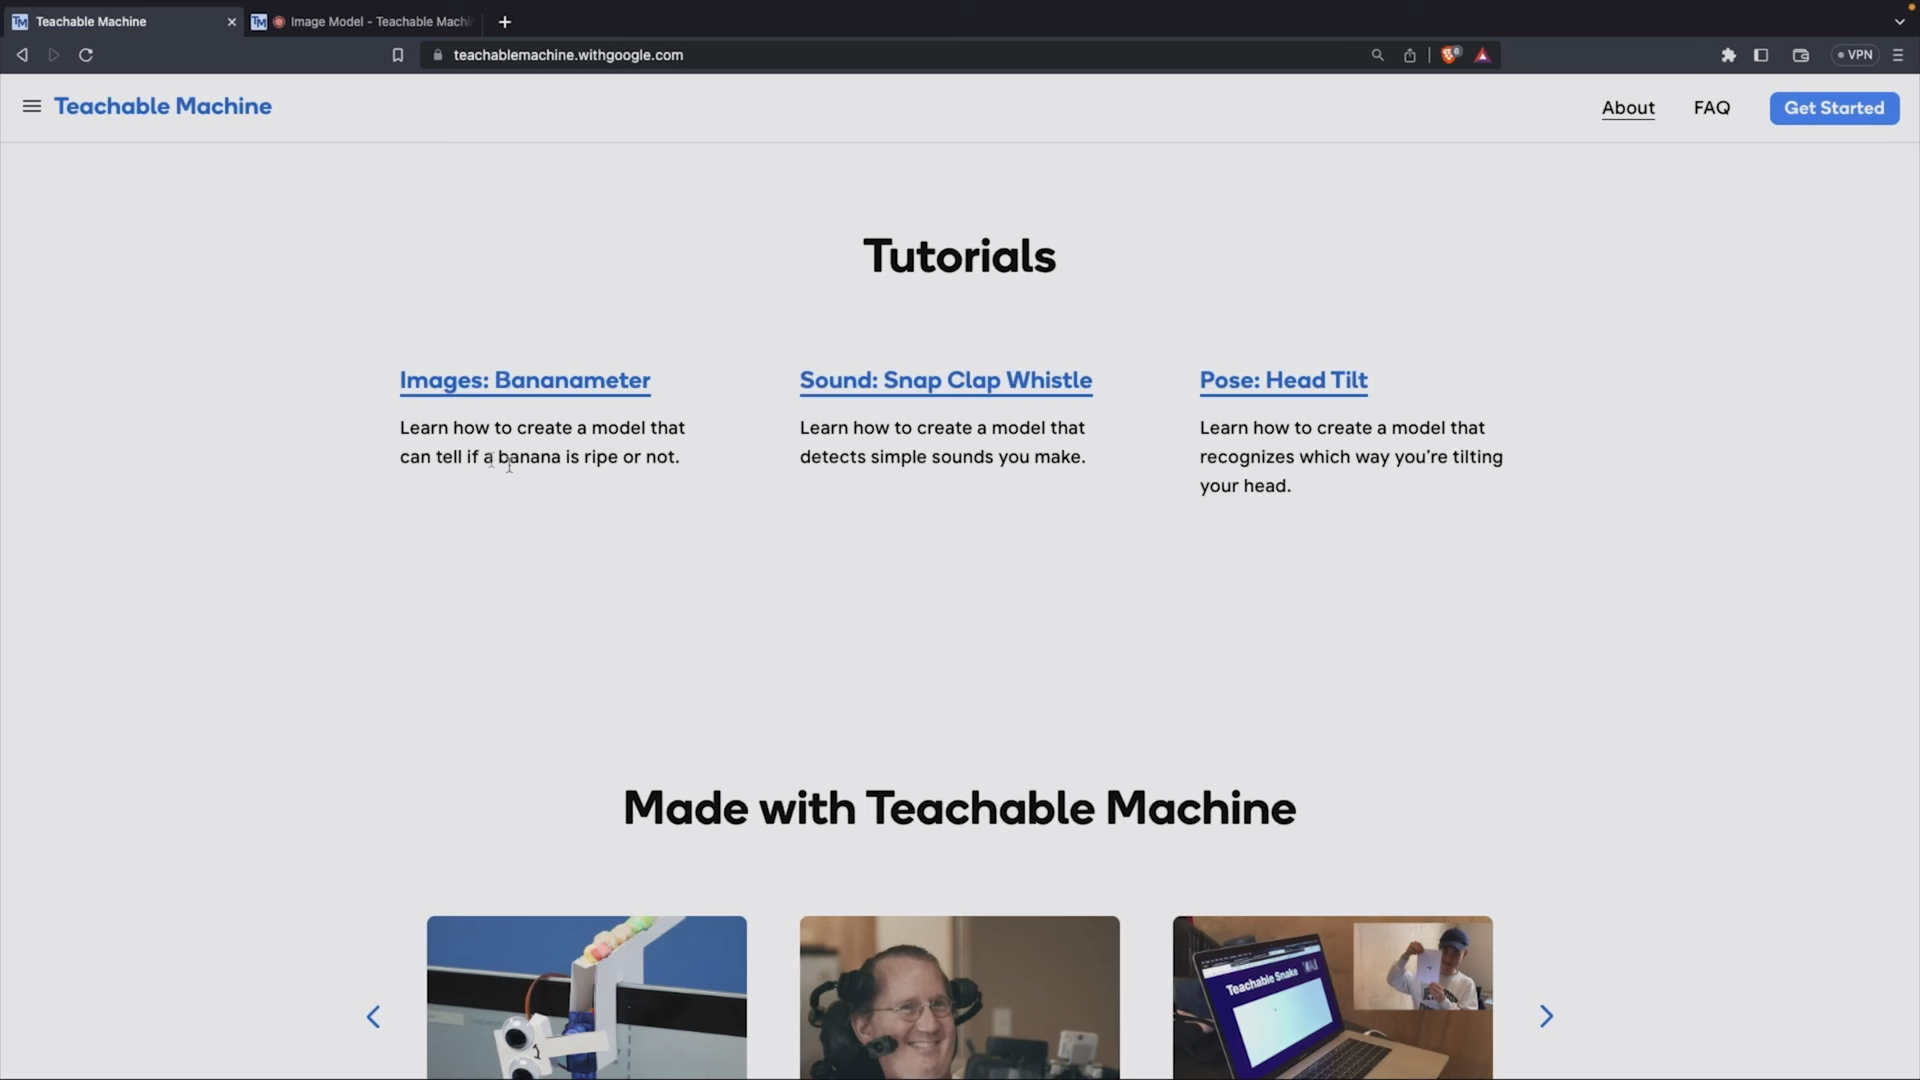 Teachable Machine
Image Model - Teachable Machi
teachablemachine.withgoogle.com
6
VPN
Teachable Machine
About
FAQ
Get Started
Tutorials
Images: Bananameter
Learn how to create a model that
can tell if a banana is ripe or not.
Sound: Snap Clap Whistle
Learn how to create a model that
detects simple sounds you make.
Pose: Head Tilt
Learn how to create a model that
recognizes which way you’re tilting
your head.
Made with Teachable Machine
Teachable Snake